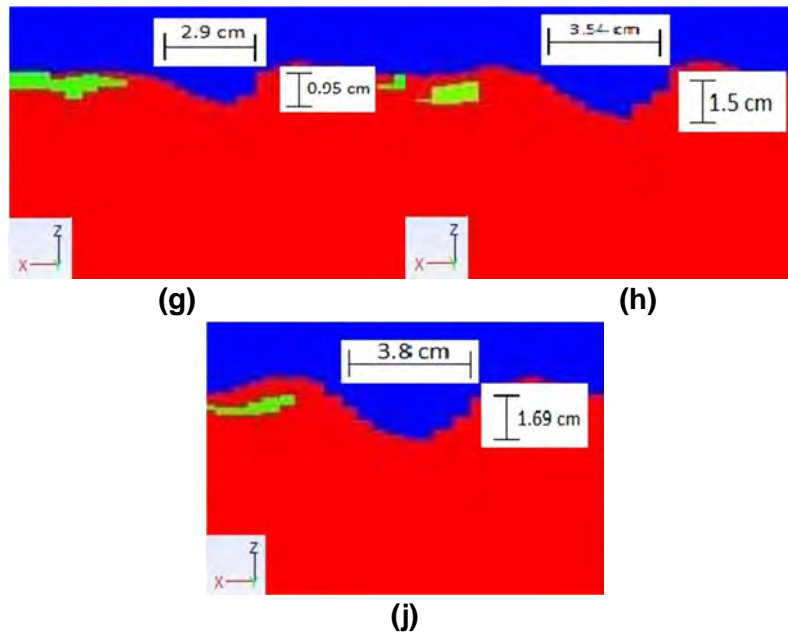 2.9 cm
3.54 cm
0.95 cm
1.5 cm
Z
X
Y
Z
X
Y
(g)
(h)
3.8 cm
1.69 cm
Z
X
Y
(j)